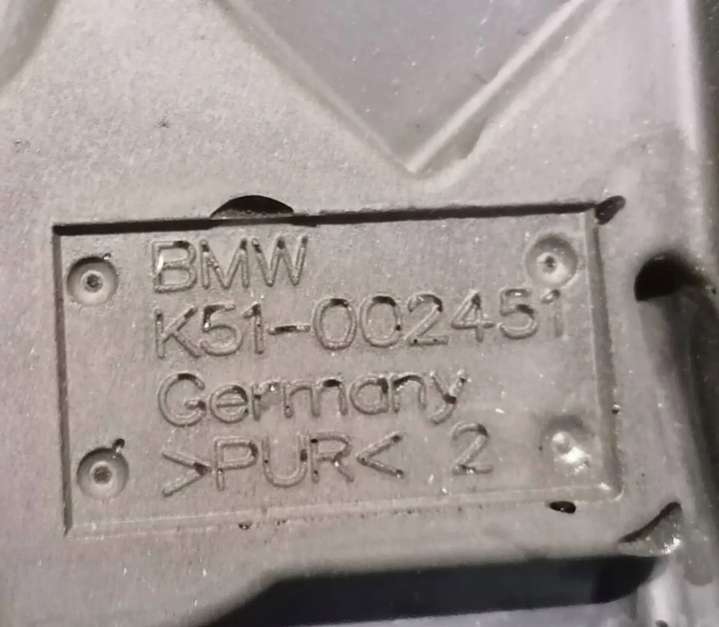 BMW
K51-002451
Germany
>PUR< 2